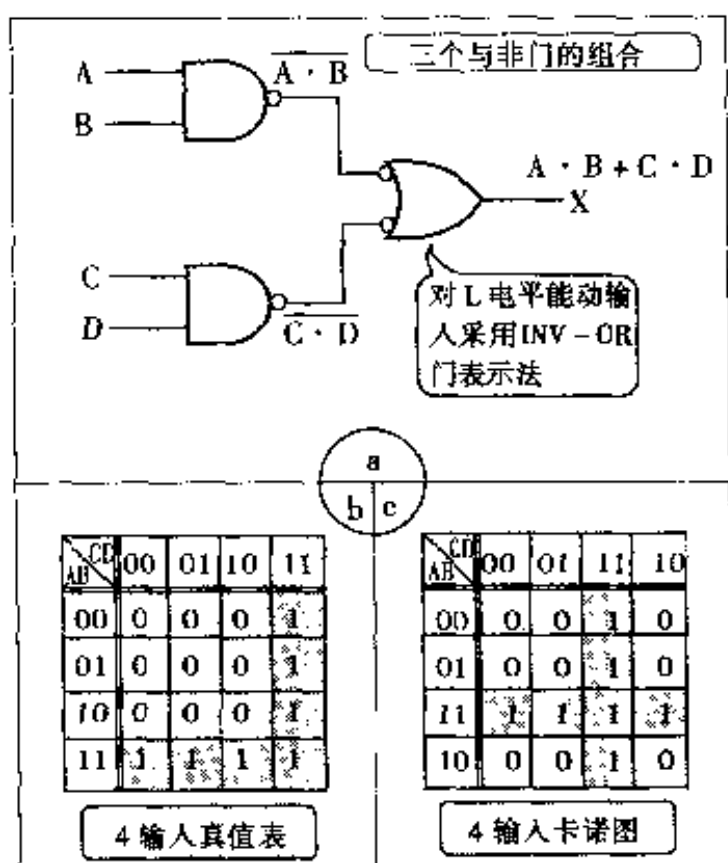 三个与非门的组合
A
B
A · B
C
D
C · D
A · B + C · D
X
对 L 电平能动输
入采用INV-OR
门表示法
a
b
c
CD
AB
00 01 10 11
00 0 0 0 1
01 0 0 0 1
10 0 0 0 1
11 1 1 1 1
4 输入真值表
CD
AB
00 01 11 10
00 0 0 1 0
01 0 0 1 0
11 1 1 1 1
10 0 0 1 0
4 输入卡诺图